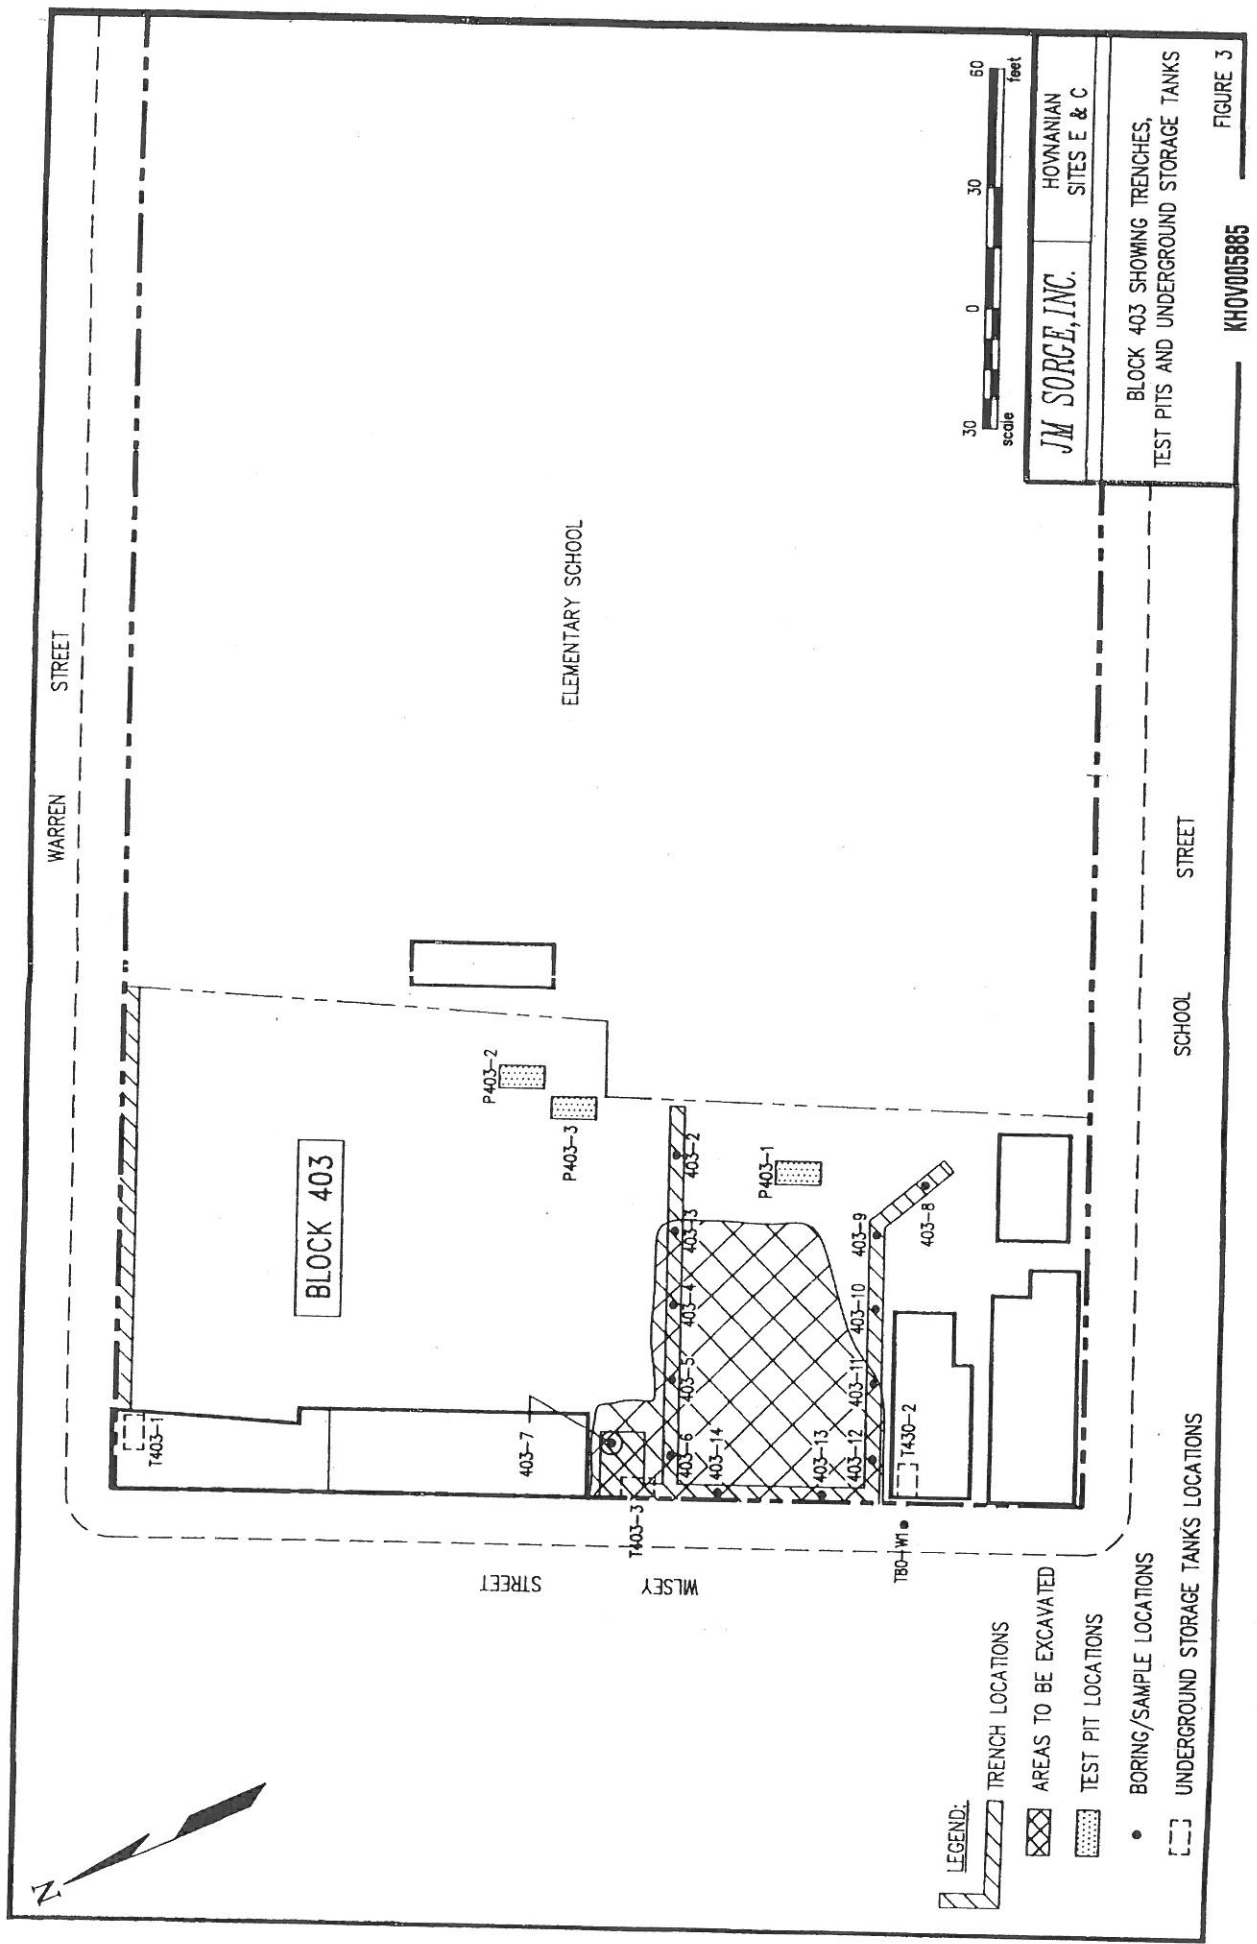 WARREN STREET
ELEMENTARY SCHOOL
BLOCK 403
P403-2
P403-3
P403-1
T403-1
403-7
T403-3
403-2
403-3
403-4
403-5
403-6
403-14
403-13
403-12
403-11
403-10
403-9
403-8
T430-2
T80-W1
WILSEY STREET
SCHOOL STREET
N
LEGEND:
TRENCH LOCATIONS
AREAS TO BE EXCAVATED
TEST PIT LOCATIONS
BORING/SAMPLE LOCATIONS
UNDERGROUND STORAGE TANKS LOCATIONS
30 0 30 60
scale feet
JM SORGE, INC.
HOVNANIAN
SITES E & C
BLOCK 403 SHOWING TRENCHES,
TEST PITS AND UNDERGROUND STORAGE TANKS
FIGURE 3
KHOV005885